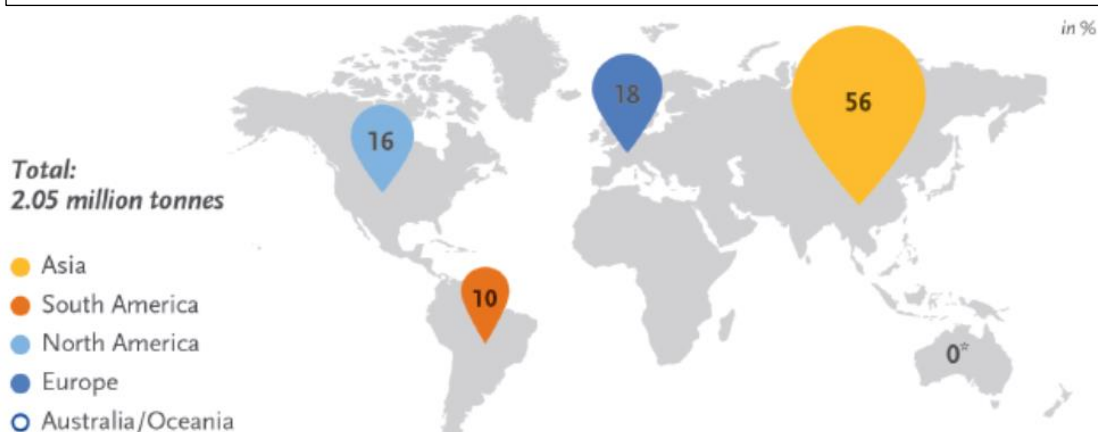 in %
18
56
16
Total:
2.05 million tonnes
Asia
South America
10
North America
0*
Europe
Australia/Oceania